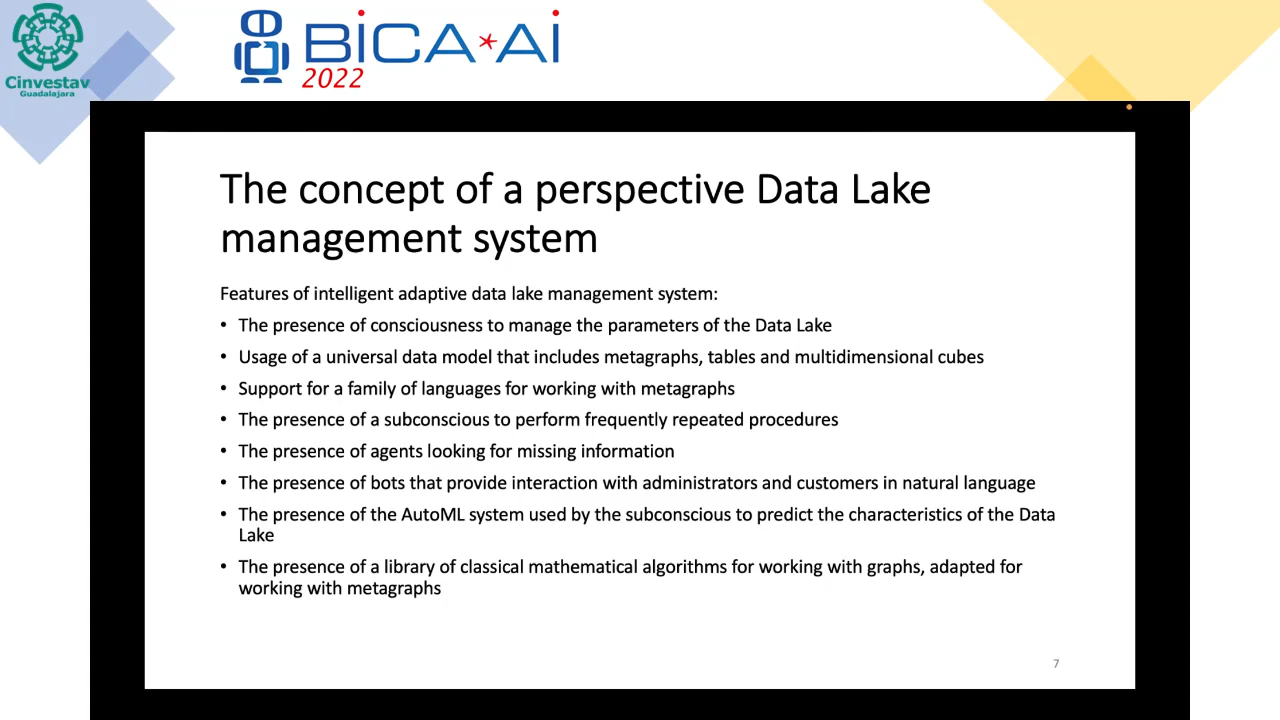 Cinvestav
Guadalajara
BiCA*Ai
2022
The concept of a perspective Data Lake
management system
Features of intelligent adaptive data lake management system:
• The presence of consciousness to manage the parameters of the Data Lake
• Usage of a universal data model that includes metagraphs, tables and multidimensional cubes
• Support for a family of languages for working with metagraphs
• The presence of a subconscious to perform frequently repeated procedures
• The presence of agents looking for missing information
• The presence of bots that provide interaction with administrators and customers in natural language
• The presence of the AutoML system used by the subconscious to predict the characteristics of the Data
Lake
• The presence of a library of classical mathematical algorithms for working with graphs, adapted for
working with metagraphs
7